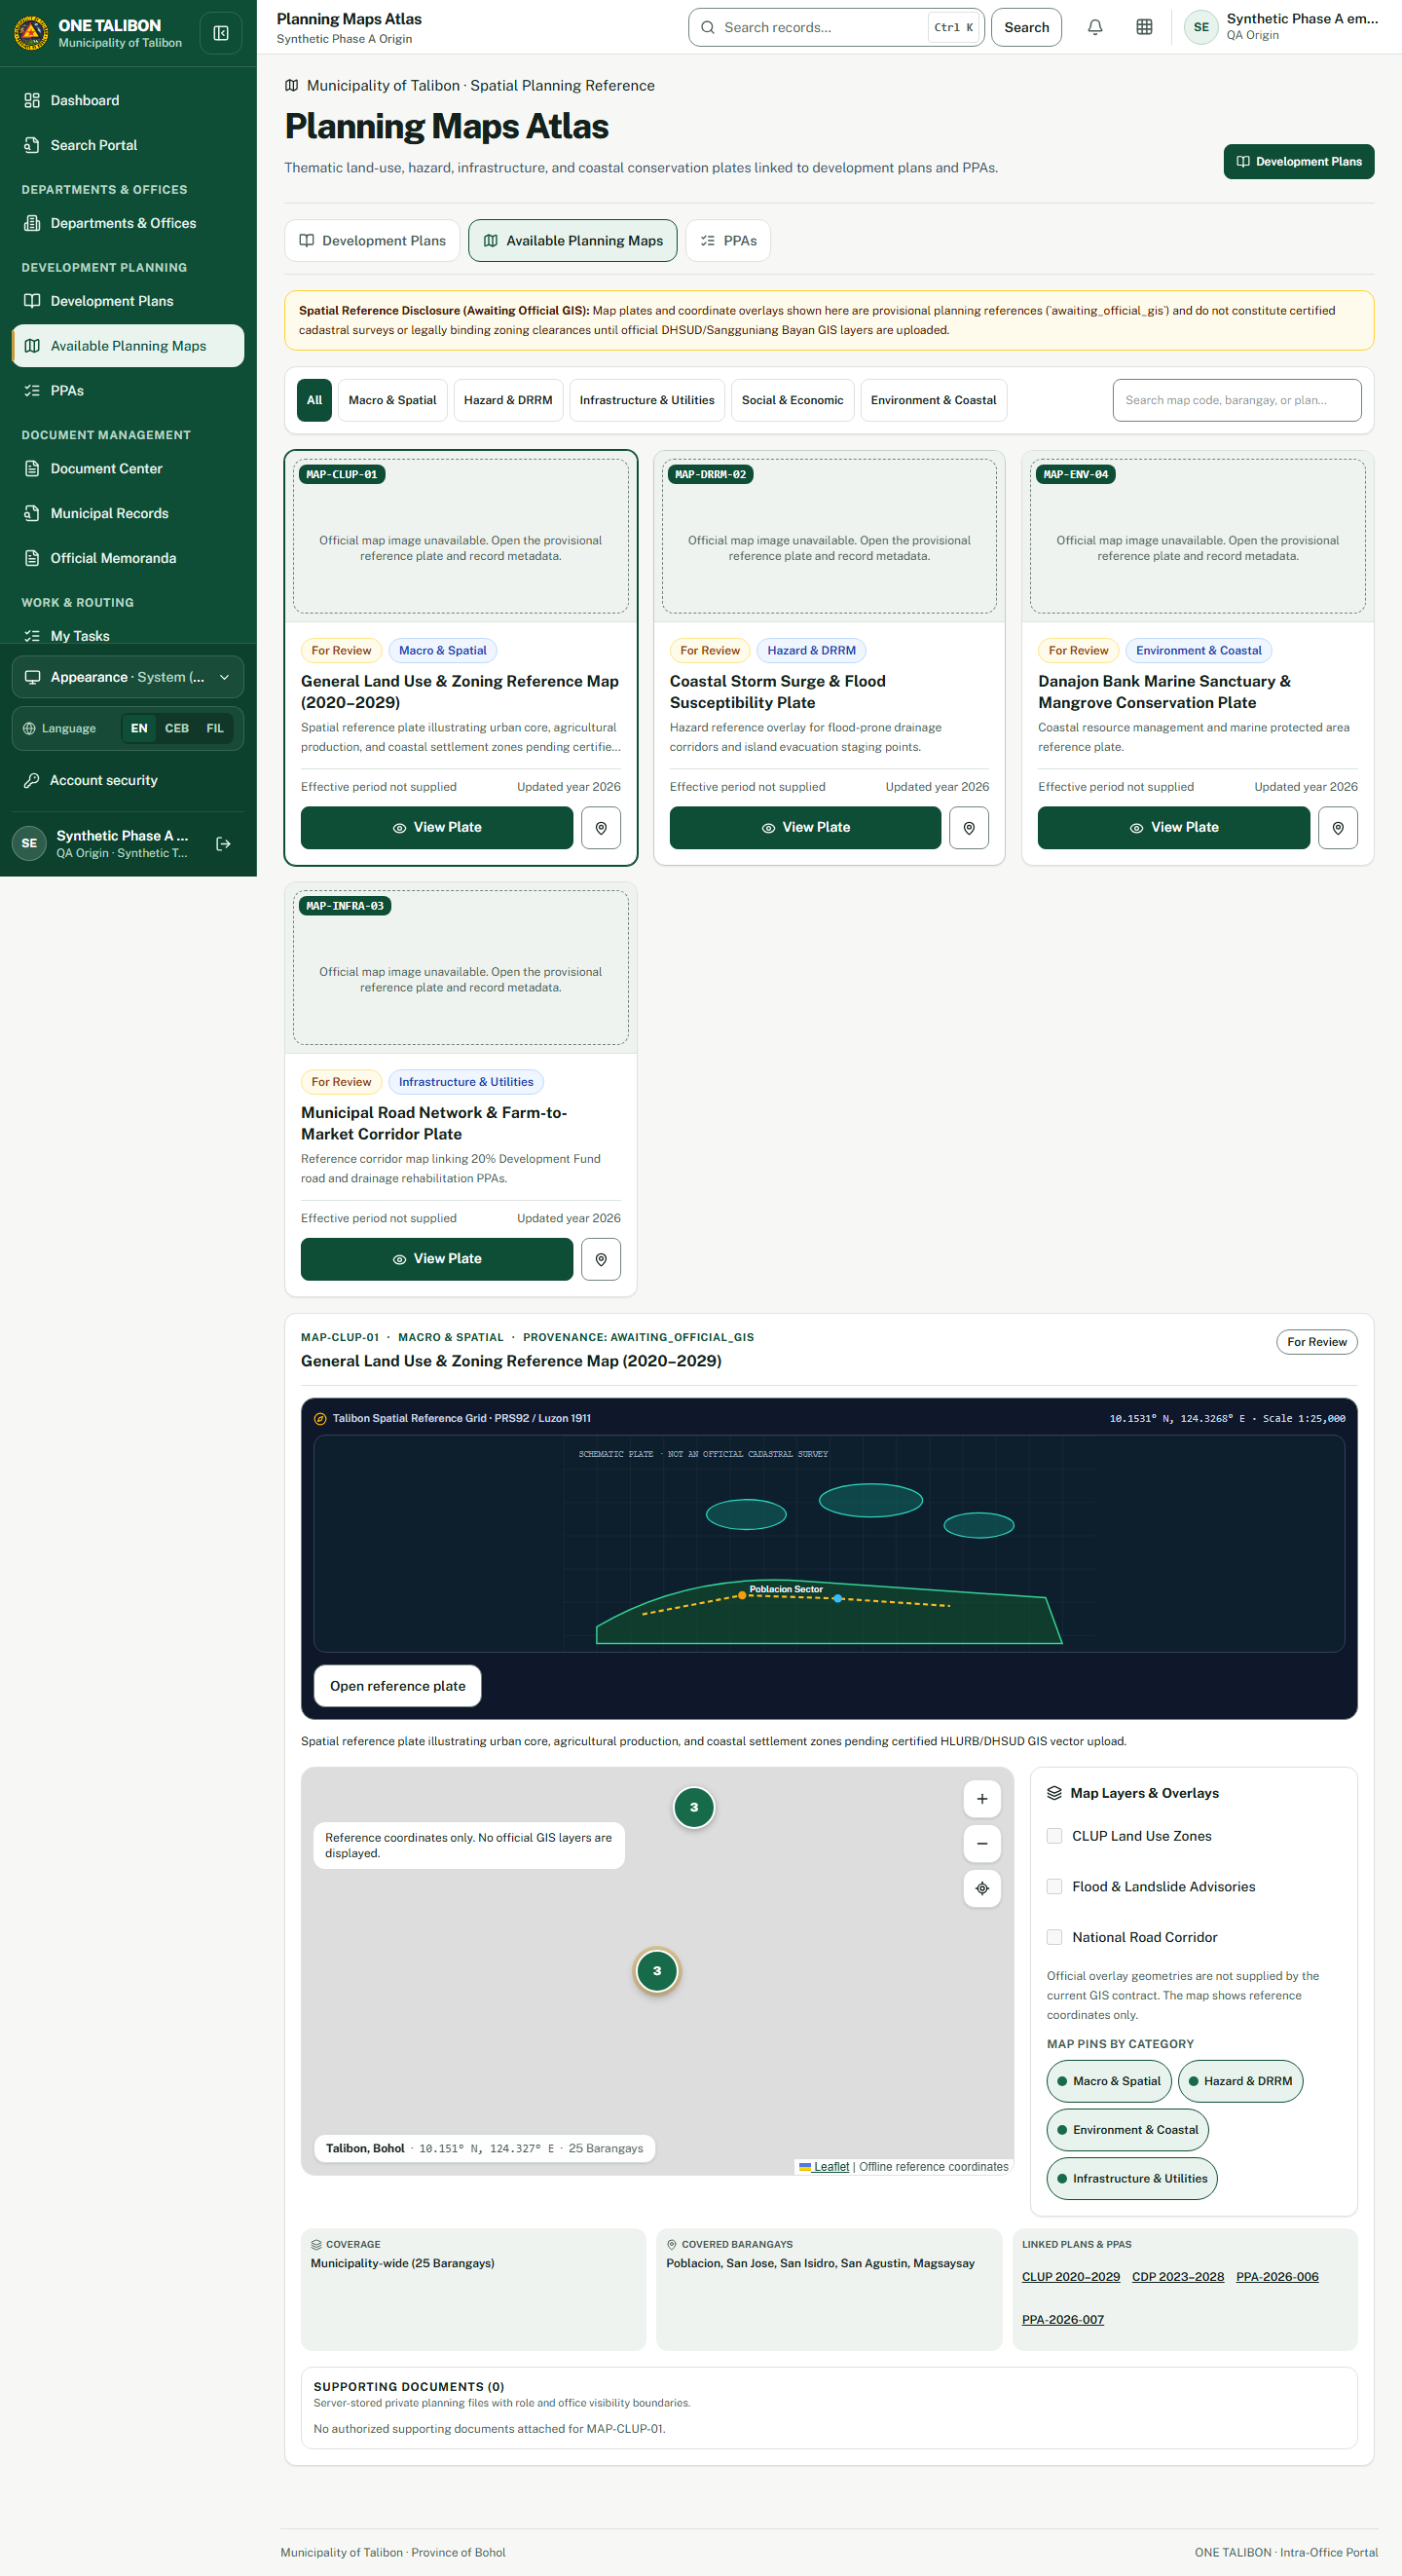 ONE TALIBON
Municipality of Talibon
Dashboard
Search Portal
DEPARTMENTS & OFFICES
Departments & Offices
DEVELOPMENT PLANNING
Development Plans
Available Planning Maps
PPAs
DOCUMENT MANAGEMENT
Document Center
Municipal Records
Official Memoranda
WORK & ROUTING
My Tasks
Appearance · System (...
Language EN CEB FIL
Account security
SE Synthetic Phase A ...
QA Origin · Synthetic T...
Planning Maps Atlas
Synthetic Phase A Origin
Search records... Ctrl K Search
SE Synthetic Phase A em...
QA Origin
Municipality of Talibon · Spatial Planning Reference
Planning Maps Atlas
Thematic land-use, hazard, infrastructure, and coastal conservation plates linked to development plans and PPAs.
Development Plans
Development Plans Available Planning Maps PPAs
Spatial Reference Disclosure (Awaiting Official GIS): Map plates and coordinate overlays shown here are provisional planning references (`awaiting_official_gis`) and do not constitute certified
cadastral surveys or legally binding zoning clearances until official DHSUD/Sangguniang Bayan GIS layers are uploaded.
All Macro & Spatial Hazard & DRRM Infrastructure & Utilities Social & Economic Environment & Coastal Search map code, barangay, or plan...
MAP-CLUP-01
Official map image unavailable. Open the provisional
reference plate and record metadata.
For Review Macro & Spatial
General Land Use & Zoning Reference Map
(2020–2029)
Spatial reference plate illustrating urban core, agricultural
production, and coastal settlement zones pending certifie...
Effective period not supplied Updated year 2026
View Plate
MAP-DRRM-02
Official map image unavailable. Open the provisional
reference plate and record metadata.
For Review Hazard & DRRM
Coastal Storm Surge & Flood
Susceptibility Plate
Hazard reference overlay for flood-prone drainage
corridors and island evacuation staging points.
Effective period not supplied Updated year 2026
View Plate
MAP-ENV-04
Official map image unavailable. Open the provisional
reference plate and record metadata.
For Review Environment & Coastal
Danajon Bank Marine Sanctuary &
Mangrove Conservation Plate
Coastal resource management and marine protected area
reference plate.
Effective period not supplied Updated year 2026
View Plate
MAP-INFRA-03
Official map image unavailable. Open the provisional
reference plate and record metadata.
For Review Infrastructure & Utilities
Municipal Road Network & Farm-to-
Market Corridor Plate
Reference corridor map linking 20% Development Fund
road and drainage rehabilitation PPAs.
Effective period not supplied Updated year 2026
View Plate
MAP-CLUP-01 · MACRO & SPATIAL · PROVENANCE: AWAITING_OFFICIAL_GIS
General Land Use & Zoning Reference Map (2020–2029)
For Review
Talibon Spatial Reference Grid · PRS92 / Luzon 1911
10.1531° N, 124.3268° E · Scale 1:25,000
SCHEMATIC PLATE · NOT AN OFFICIAL CADASTRAL SURVEY
Poblacion Sector
Open reference plate
Spatial reference plate illustrating urban core, agricultural production, and coastal settlement zones pending certified HLURB/DHSUD GIS vector upload.
3
+
Reference coordinates only. No official GIS layers are
displayed.
−
3
Talibon, Bohol · 10.151° N, 124.327° E · 25 Barangays
Leaflet | Offline reference coordinates
Map Layers & Overlays
CLUP Land Use Zones
Flood & Landslide Advisories
National Road Corridor
Official overlay geometries are not supplied by the
current GIS contract. The map shows reference
coordinates only.
MAP PINS BY CATEGORY
Macro & Spatial Hazard & DRRM
Environment & Coastal
Infrastructure & Utilities
COVERAGE
Municipality-wide (25 Barangays)
COVERED BARANGAYS
Poblacion, San Jose, San Isidro, San Agustin, Magsaysay
LINKED PLANS & PPAS
CLUP 2020–2029 CDP 2023–2028 PPA-2026-006
PPA-2026-007
SUPPORTING DOCUMENTS (0)
Server-stored private planning files with role and office visibility boundaries.
No authorized supporting documents attached for MAP-CLUP-01.
Municipality of Talibon · Province of Bohol
ONE TALIBON · Intra-Office Portal